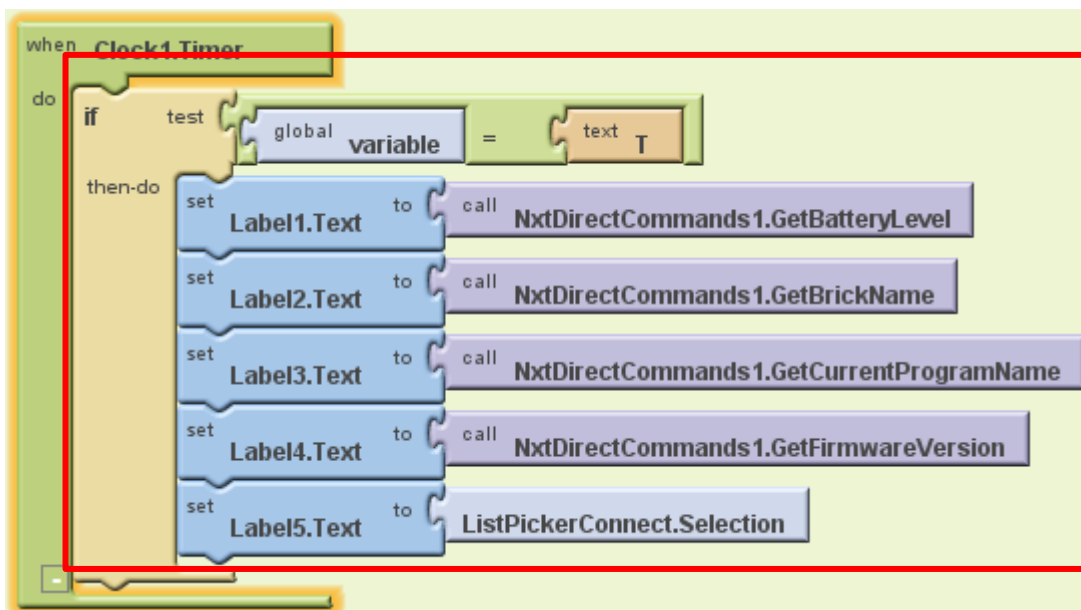 when Clock1.Timer
do
if test global variable = text T
then-do
set Label1.Text to call NxtDirectCommands1.GetBatteryLevel
set Label2.Text to call NxtDirectCommands1.GetBrickName
set Label3.Text to call NxtDirectCommands1.GetCurrentProgramName
set Label4.Text to call NxtDirectCommands1.GetFirmwareVersion
set Label5.Text to ListPickerConnect.Selection
-